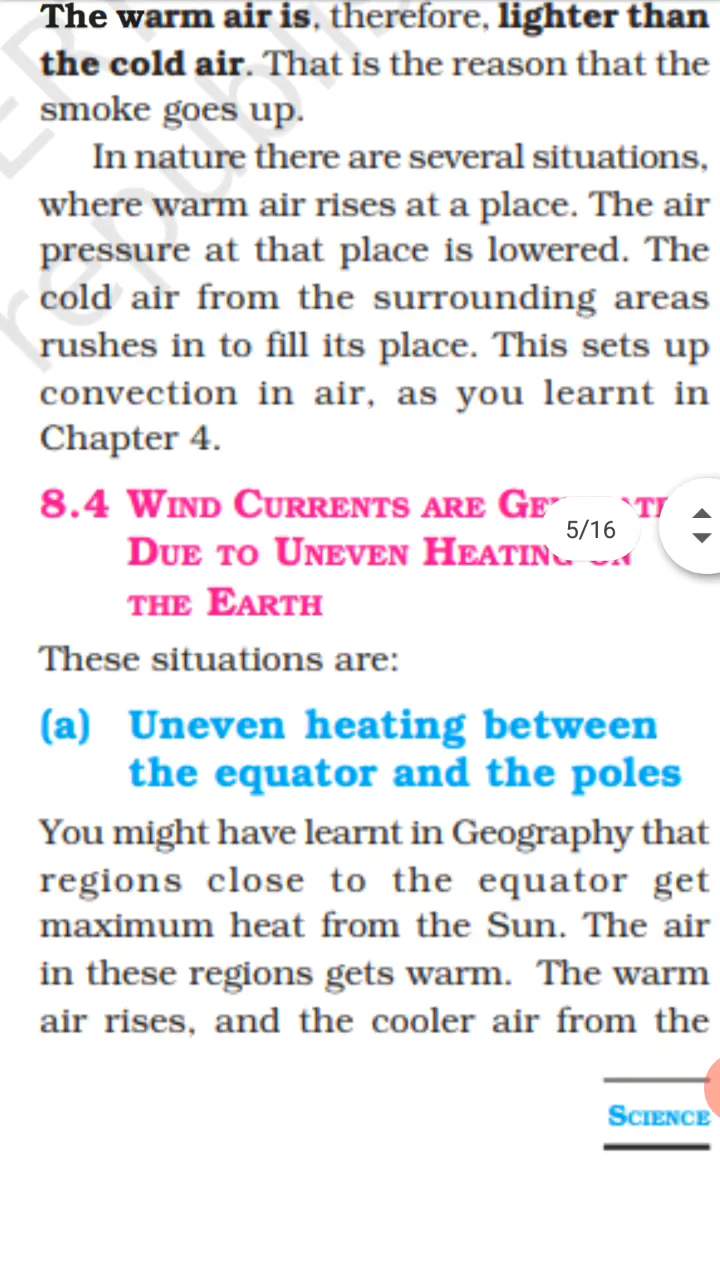 The warm air is, therefore, lighter than
the cold air. That is the reason that the
smoke goes up.
In nature there are several situations,
where warm air rises at a place. The air
pressure at that place is lowered. The
cold air from the surrounding areas
rushes in to fill its place. This sets up
convection in air, as you learnt in
Chapter 4.
8.4 WIND CURRENTS ARE
5/16
DUE TO UNEVEN HEATING
THE EARTH
These situations are:
(a) Uneven heating between
the equator and the poles
You might have learnt in Geography that
regions close to the equator get
maximum heat from the Sun. The air
in these regions gets warm. The warm
air rises, and the cooler air from the
SCIENCE